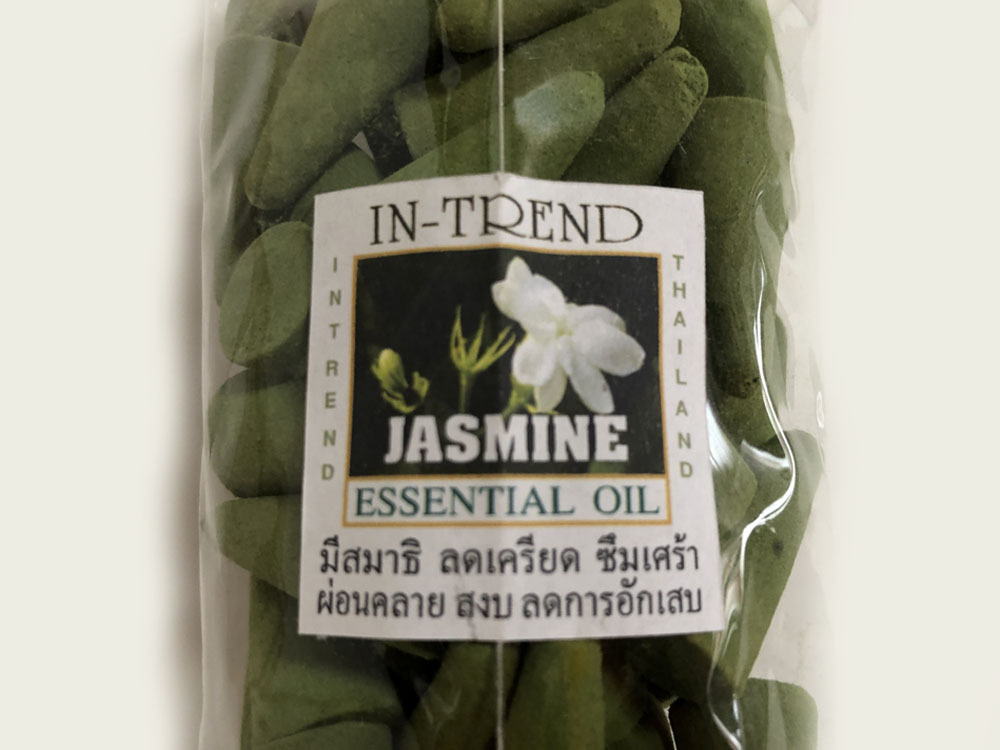 IN-TREND
INTREND
THAILAND
JASMINE
ESSENTIAL OIL
มีสมาธิ ลดเครียด ซึมเศร้า
ผ่อนคลาย สงบ ลดการอักเสบ